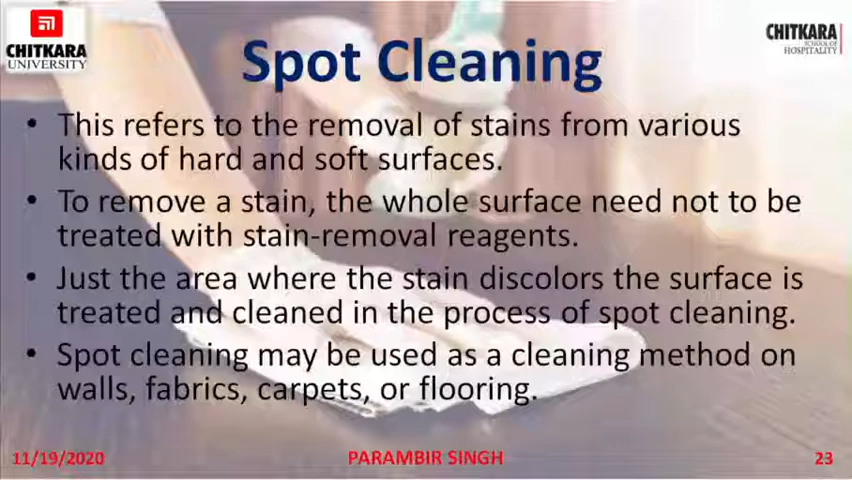 CHITKARA
UNIVERSITY
CHITKARA
SCHOOL OF
HOSPITALITY
Spot Cleaning
• This refers to the removal of stains from various
kinds of hard and soft surfaces.
• To remove a stain, the whole surface need not to be
treated with stain-removal reagents.
• Just the area where the stain discolors the surface is
treated and cleaned in the process of spot cleaning.
• Spot cleaning may be used as a cleaning method on
walls, fabrics, carpets, or flooring.
11/19/2020 PARAMBIR SINGH 23